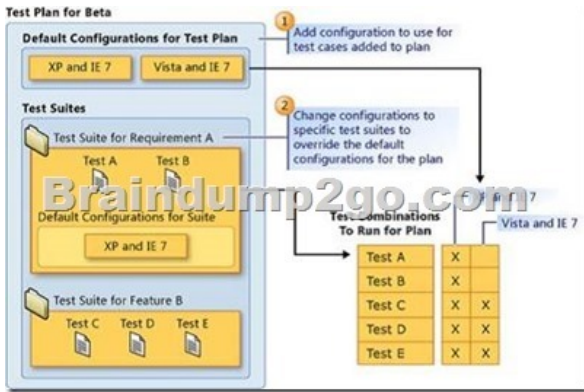 Test Plan for Beta
Default Configurations for Test Plan
XP and IE 7
Vista and IE 7
1
Add configuration to use for
test cases added to plan
Test Suites
2
Change configurations to
specific test suites to
override the default
configurations for the plan
Test Suite for Requirement A
Test A
Test B
Braindump2go.com
Default Configurations for Suite
XP and IE 7
Test Suite for Feature B
Test C
Test D
Test E
Test Combinations
To Run for Plan
7
Vista and IE 7
Test A X
Test B X
Test C X X
Test D X X
Test E X X